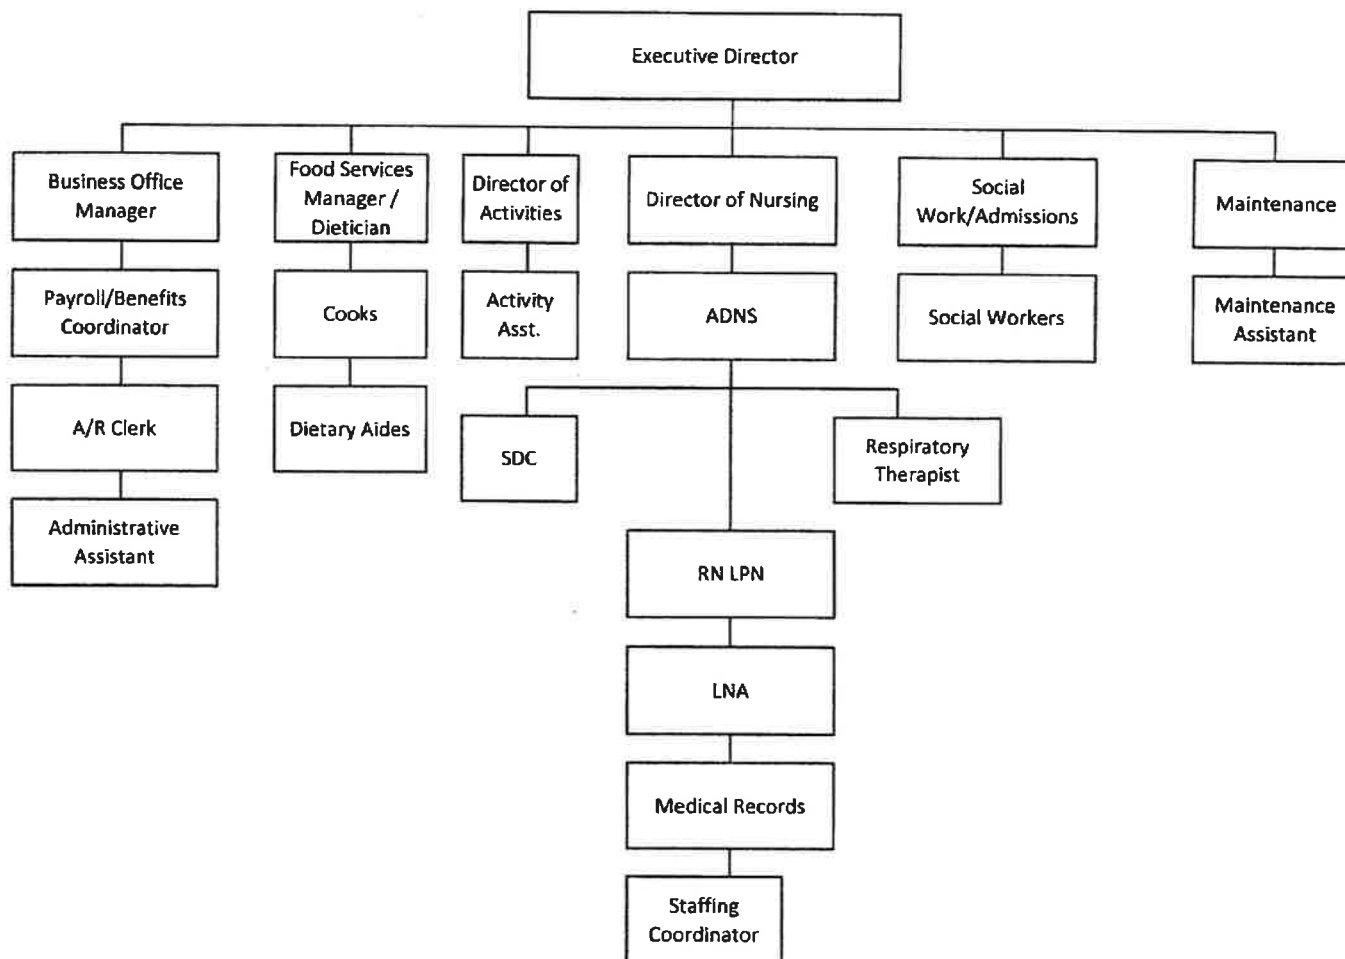 Executive Director
Business Office
Manager
Food Services
Manager /
Dietician
Director of
Activities
Director of Nursing
Social
Work/Admissions
Maintenance
Payroll/Benefits
Coordinator
Cooks
Activity
Asst.
ADNS
Social Workers
Maintenance
Assistant
A/R Clerk
Dietary Aides
SDC
Respiratory
Therapist
Administrative
Assistant
RN LPN
LNA
Medical Records
Staffing
Coordinator